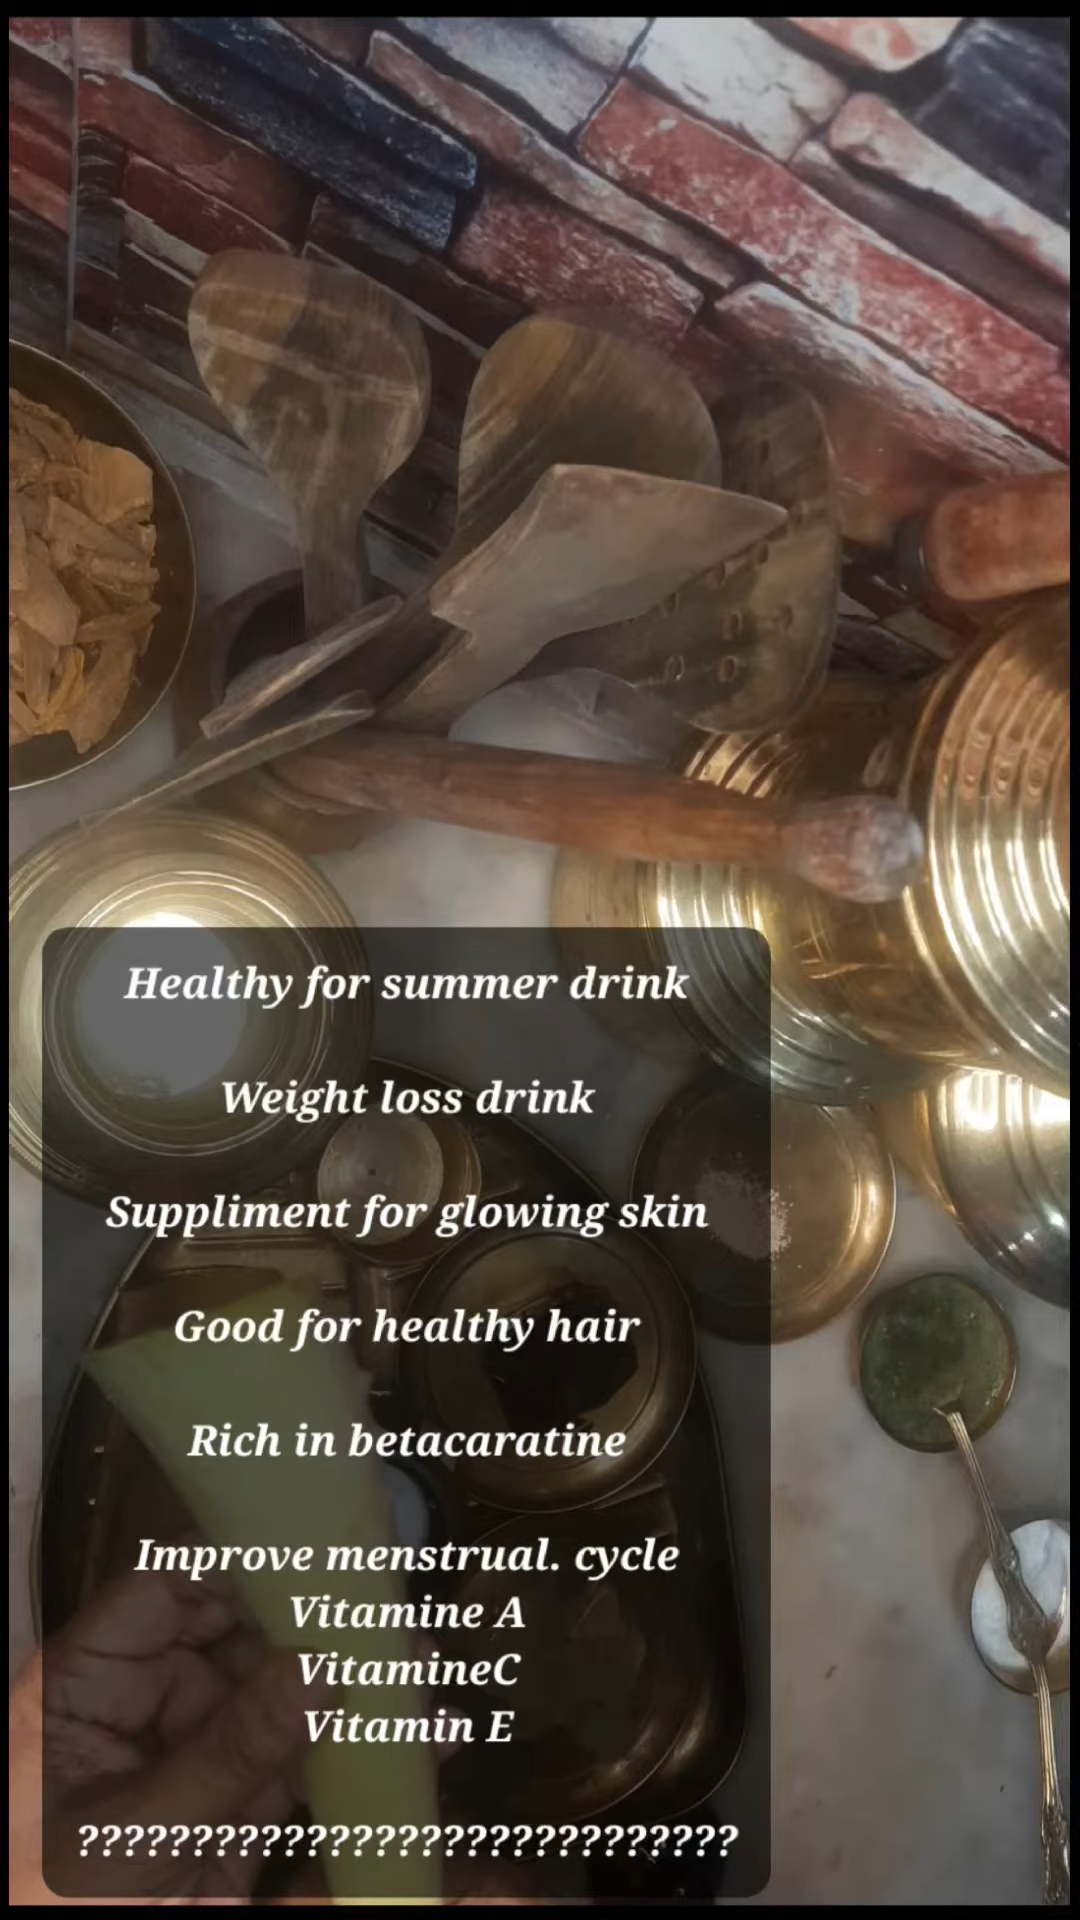 Healthy for summer drink
Weight loss drink
Suppliment for glowing skin
Good for healthy hair
Rich in betacaratine
Improve menstrual. cycle
Vitamine A
VitamineC
Vitamin E
?????????????????????????????